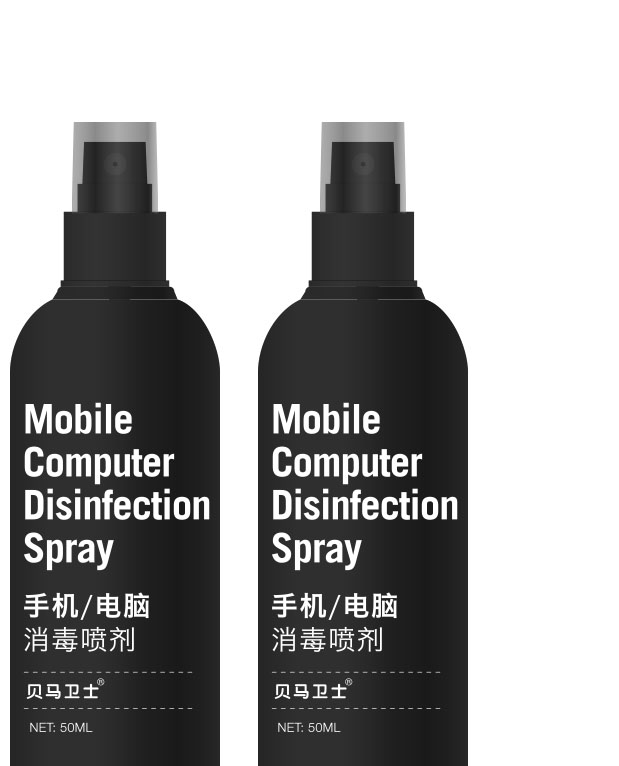 Mobile
Computer
Disinfection
Spray
手机/电脑
消毒喷剂
贝马卫士®
NET: 50ML
Mobile
Computer
Disinfection
Spray
手机/电脑
消毒喷剂
贝马卫士®
NET: 50ML